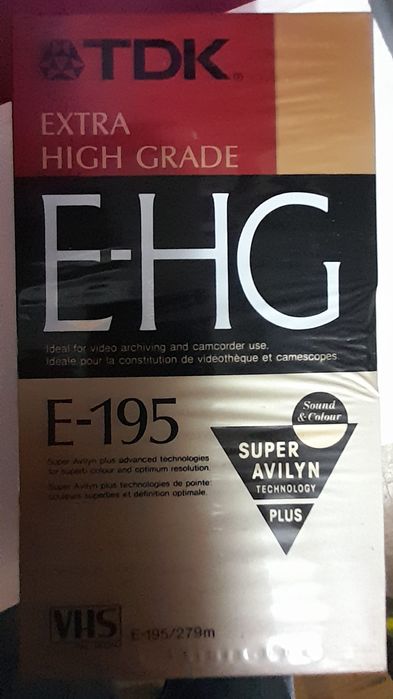 TDK
EXTRA
HIGH GRADE
E-HG
Ideal for video archiving and camcorder use.
Idéale pour la constitution de vidéothèque et camescopes.
E-195
Sound
& Colour
SUPER
AVILYN
TECHNOLOGY
PLUS
Super Avilyn plus advanced technologies
for superb colour and optimum resolution.
Super Avilyn plus technologies de pointe:
couleurs superbes et définition optimale.
VHS
E-195/279m